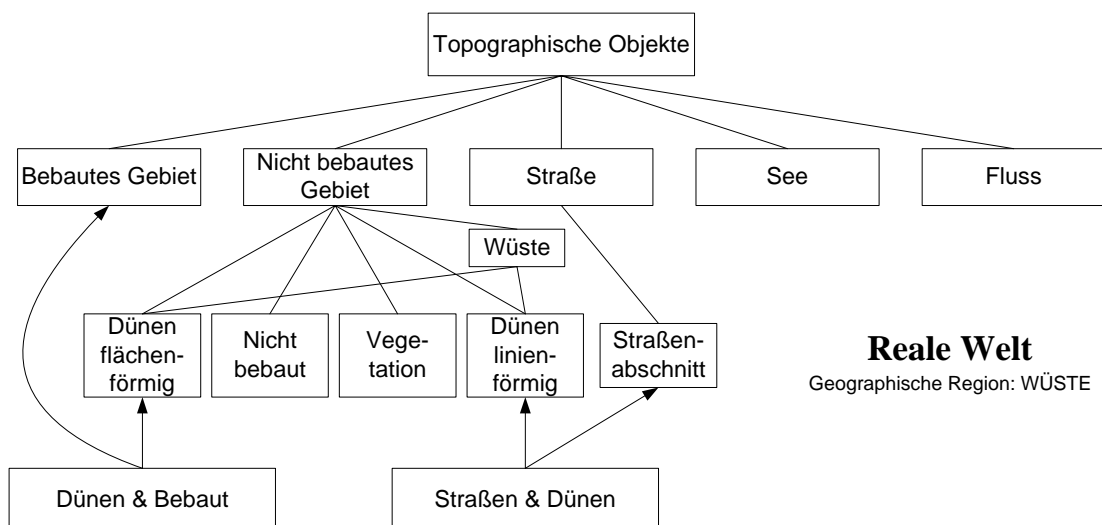 Topographische Objekte
Bebautes Gebiet
Nicht bebautes
Gebiet
Straße
See
Fluss
Wüste
Dünen
flächen-
förmig
Nicht
bebaut
Vege-
tation
Dünen
linien-
förmig
Straßen-
abschnitt
Reale Welt
Geographische Region: WÜSTE
Dünen & Bebaut
Straßen & Dünen